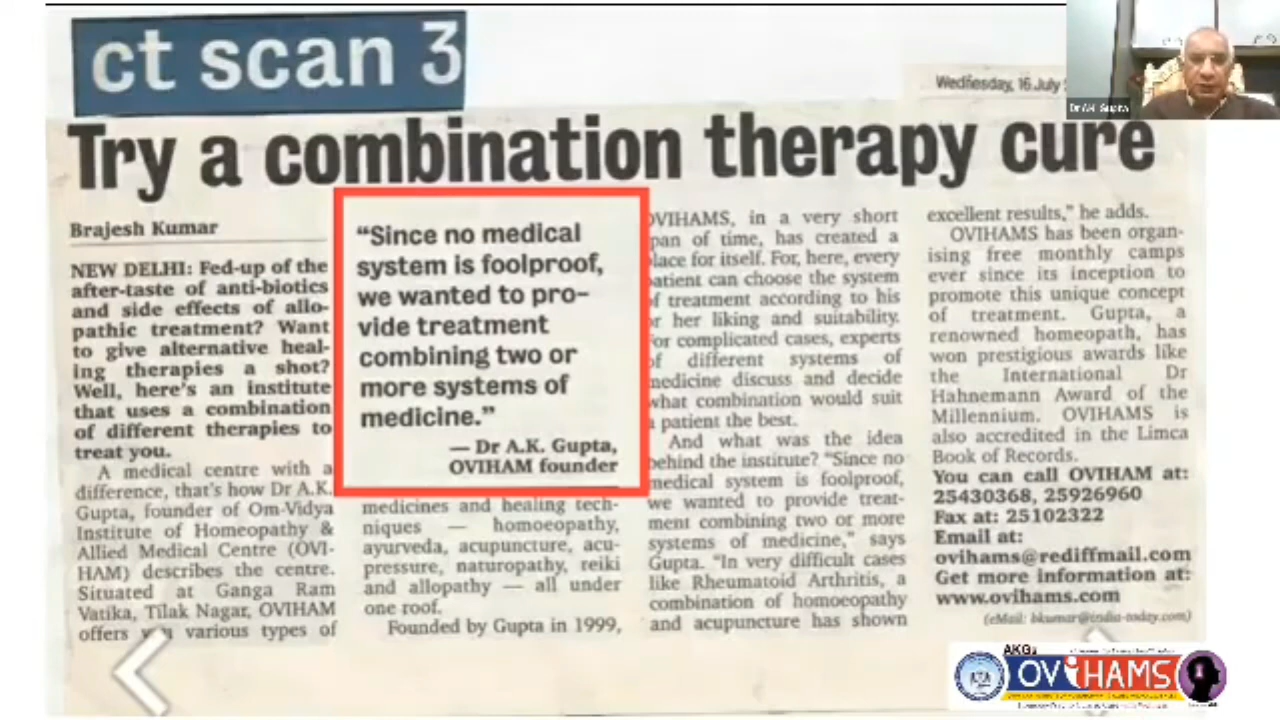 ct scan 3
Wednesday, 16 July
Dr A.K. Gupta
Try a combination therapy cure
Brajesh Kumar
NEW DELHI: Fed-up of the
after-taste of anti-biotics
and side effects of allo-
pathic treatment? Want
to give alternative heal-
ing therapies a shot?
Well, here's an institute
that uses a combination
of different therapies to
treat you.
A medical centre with a
difference, that's how Dr A.K.
Gupta, founder of Om-Vidya
Institute of Homeopathy &
Allied Medical Centre (OVI-
HAM) describes the centre.
Situated at Ganga Ram
Vatika, Tilak Nagar, OVIHAM
offers you various types of
“Since no medical
system is foolproof,
we wanted to pro-
vide treatment
combining two or
more systems of
medicine.”
— Dr A.K. Gupta,
OVIHAM founder
medicines and healing tech-
niques — homoeopathy,
ayurveda, acupuncture, acu-
pressure, naturopathy, reiki
and allopathy — all under
one roof.
Founded by Gupta in 1999,
OVIHAMS, in a very short
pan of time, has created a
lace for itself. For, here, every
atient can choose the system
f treatment according to his
r her liking and suitability.
or complicated cases, experts
of different systems of
medicine discuss and decide
what combination would suit
a patient the best.
And what was the idea
behind the institute? “Since no
medical system is foolproof,
we wanted to provide treat-
ment combining two or more
systems of medicine,” says
Gupta. “In very difficult cases
like Rheumatoid Arthritis, a
combination of homoeopathy
and acupuncture has shown
excellent results,” he adds.
OVIHAMS has been organ-
ising free monthly camps
ever since its inception to
promote this unique concept
of treatment. Gupta, a
renowned homeopath, has
won prestigious awards like
the International Dr
Hahnemann Award of the
Millennium. OVIHAMS is
also accredited in the Limca
Book of Records.
You can call OVIHAM at:
25430368, 25926960
Fax at: 25102322
Email at:
ovihams@rediffmail.com
Get more information at:
www.ovihams.com
(eMail: bkumar@india-today.com)
AKGs
OViHAMS